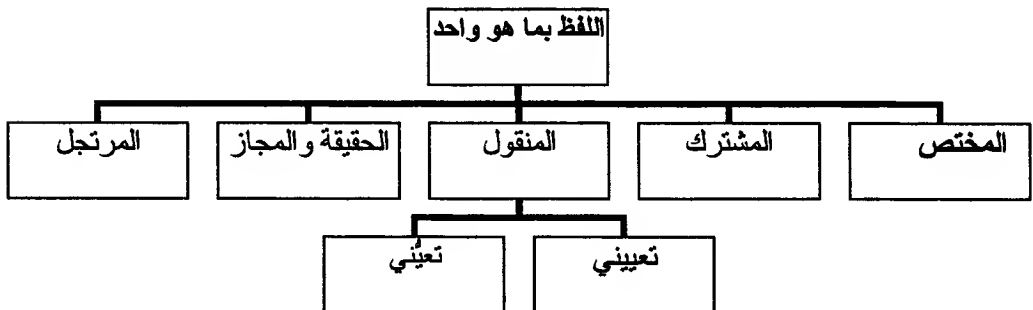 اللفظ بما هو واحد
المختص
المشترك
المنقول
الحقيقة والمجاز
المرتجل
تعييني
تعيُّني